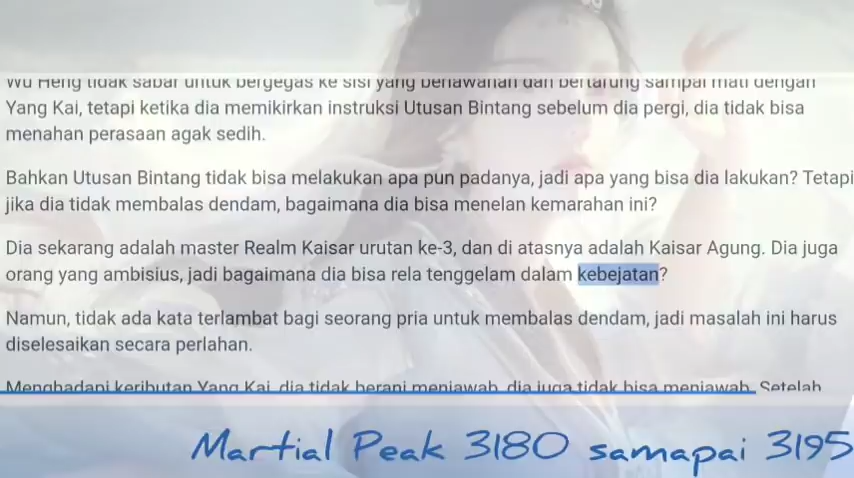 Wu Heng tidak sabar untuk bergegas ke sisi yang berlawanan dan bertarung sampai mati dengan
Yang Kai, tetapi ketika dia memikirkan instruksi Utusan Bintang sebelum dia pergi, dia tidak bisa
menahan perasaan agak sedih.
Bahkan Utusan Bintang tidak bisa melakukan apa pun padanya, jadi apa yang bisa dia lakukan? Tetapi
jika dia tidak membalas dendam, bagaimana dia bisa menelan kemarahan ini?
Dia sekarang adalah master Realm Kaisar urutan ke-3, dan di atasnya adalah Kaisar Agung. Dia juga
orang yang ambisius, jadi bagaimana dia bisa rela tenggelam dalam kebejatan?
Namun, tidak ada kata terlambat bagi seorang pria untuk membalas dendam, jadi masalah ini harus
diselesaikan secara perlahan.
Menghadapi keributan Yang Kai, dia tidak berani menjawab, dia juga tidak bisa menjawab. Setelah
Martial Peak 3180 samapai 3195